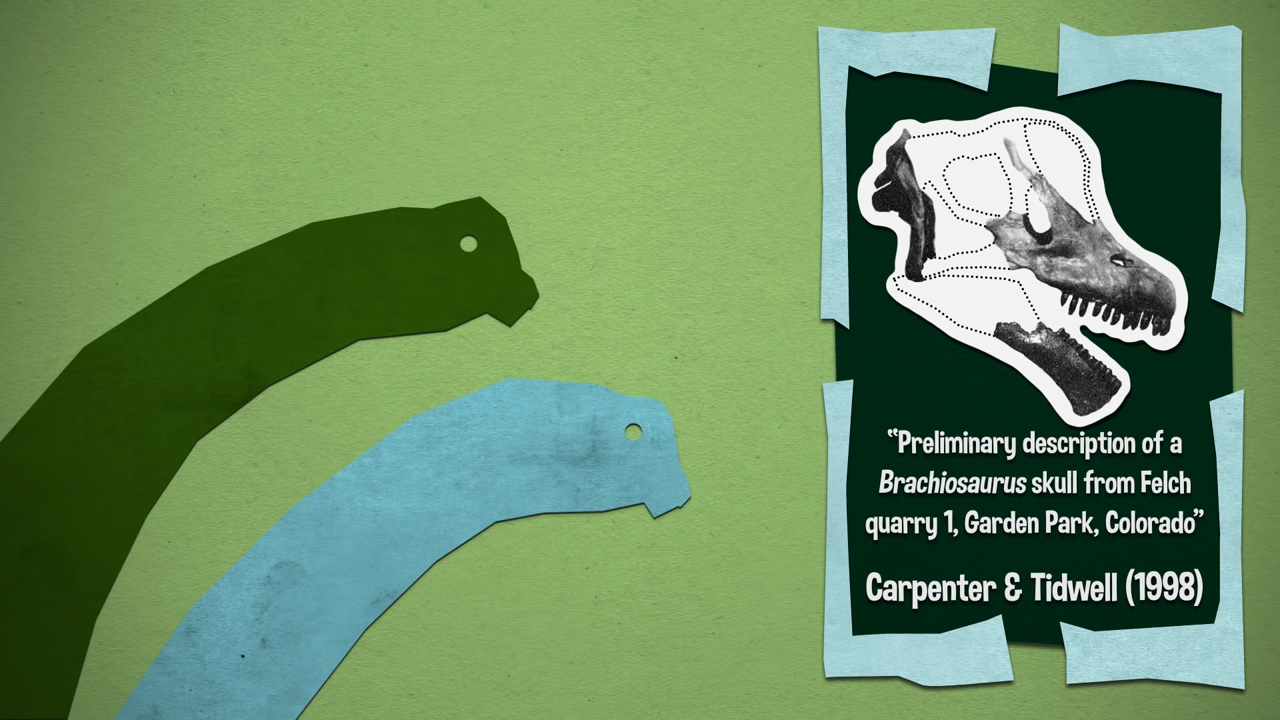 “Preliminary description of a
Brachiosaurus skull from Felch
quarry 1, Garden Park, Colorado”
Carpenter & Tidwell (1998)